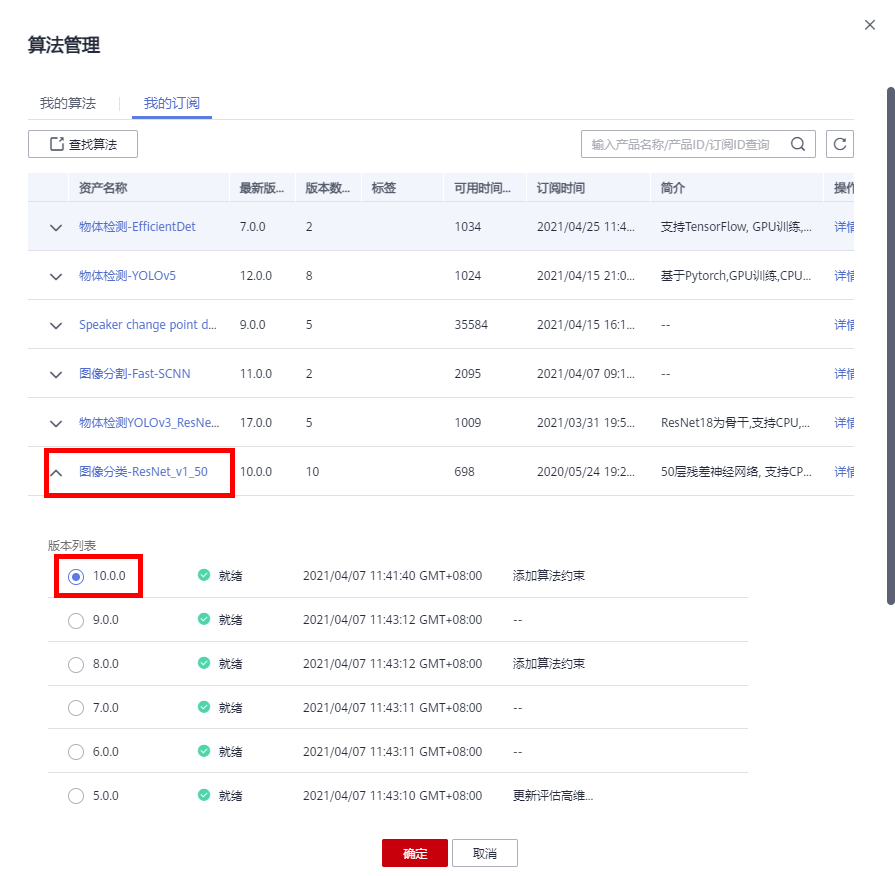 算法管理
我的算法 我的订阅
查找算法 输入产品名称/产品ID/订阅ID查询
资产名称 最新版... 版本数... 标签 可用时间... 订阅时间 简介 操作
物体检测-EfficientDet 7.0.0 2 1034 2021/04/25 11:4... 支持TensorFlow, GPU训练,... 详情
物体检测-YOLOv5 12.0.0 8 1024 2021/04/15 21:0... 基于Pytorch,GPU训练,CPU... 详情
Speaker change point d... 9.0.0 5 35584 2021/04/15 16:1... -- 详情
图像分割-Fast-SCNN 11.0.0 2 2095 2021/04/07 09:1... -- 详情
物体检测YOLOv3_ResNe... 17.0.0 5 1009 2021/03/31 19:5... ResNet18为骨干,支持CPU,... 详情
图像分类-ResNet_v1_50 10.0.0 10 698 2020/05/24 19:2... 50层残差神经网络, 支持CP... 详情
版本列表
10.0.0 就绪 2021/04/07 11:41:40 GMT+08:00 添加算法约束
9.0.0 就绪 2021/04/07 11:43:12 GMT+08:00 --
8.0.0 就绪 2021/04/07 11:43:12 GMT+08:00 添加算法约束
7.0.0 就绪 2021/04/07 11:43:11 GMT+08:00 --
6.0.0 就绪 2021/04/07 11:43:11 GMT+08:00 --
5.0.0 就绪 2021/04/07 11:43:10 GMT+08:00 更新评估高维...
确定 取消